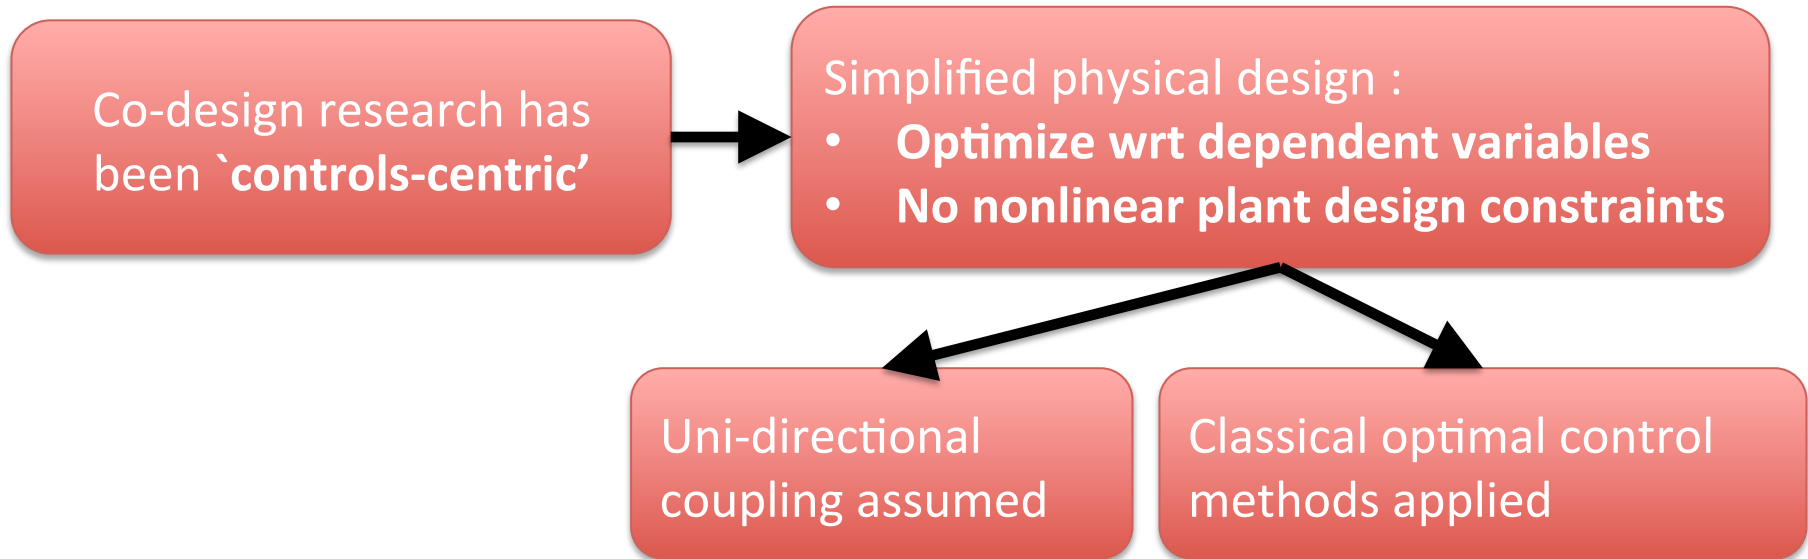 Co-design research has
been `controls-centric’
Simplified physical design :
• Optimize wrt dependent variables
• No nonlinear plant design constraints
Uni-directional
coupling assumed
Classical optimal control
methods applied